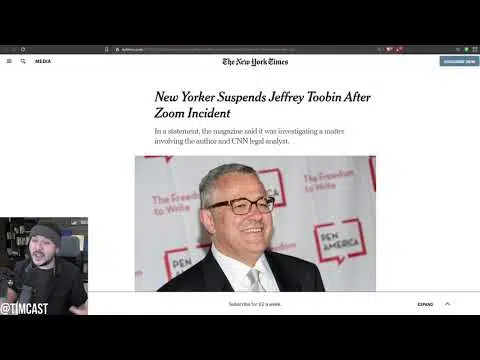 MEDIA
The New York Times
SUBSCRIBE NOW
New Yorker Suspends Jeffrey Toobin After
Zoom Incident
In a statement, the magazine said it was investigating a matter
involving the author and CNN legal analyst.
The Freedom
to Write
PEN
AMERICA
@TIMCAST
Subscribe for $2 a week.
EXPAND